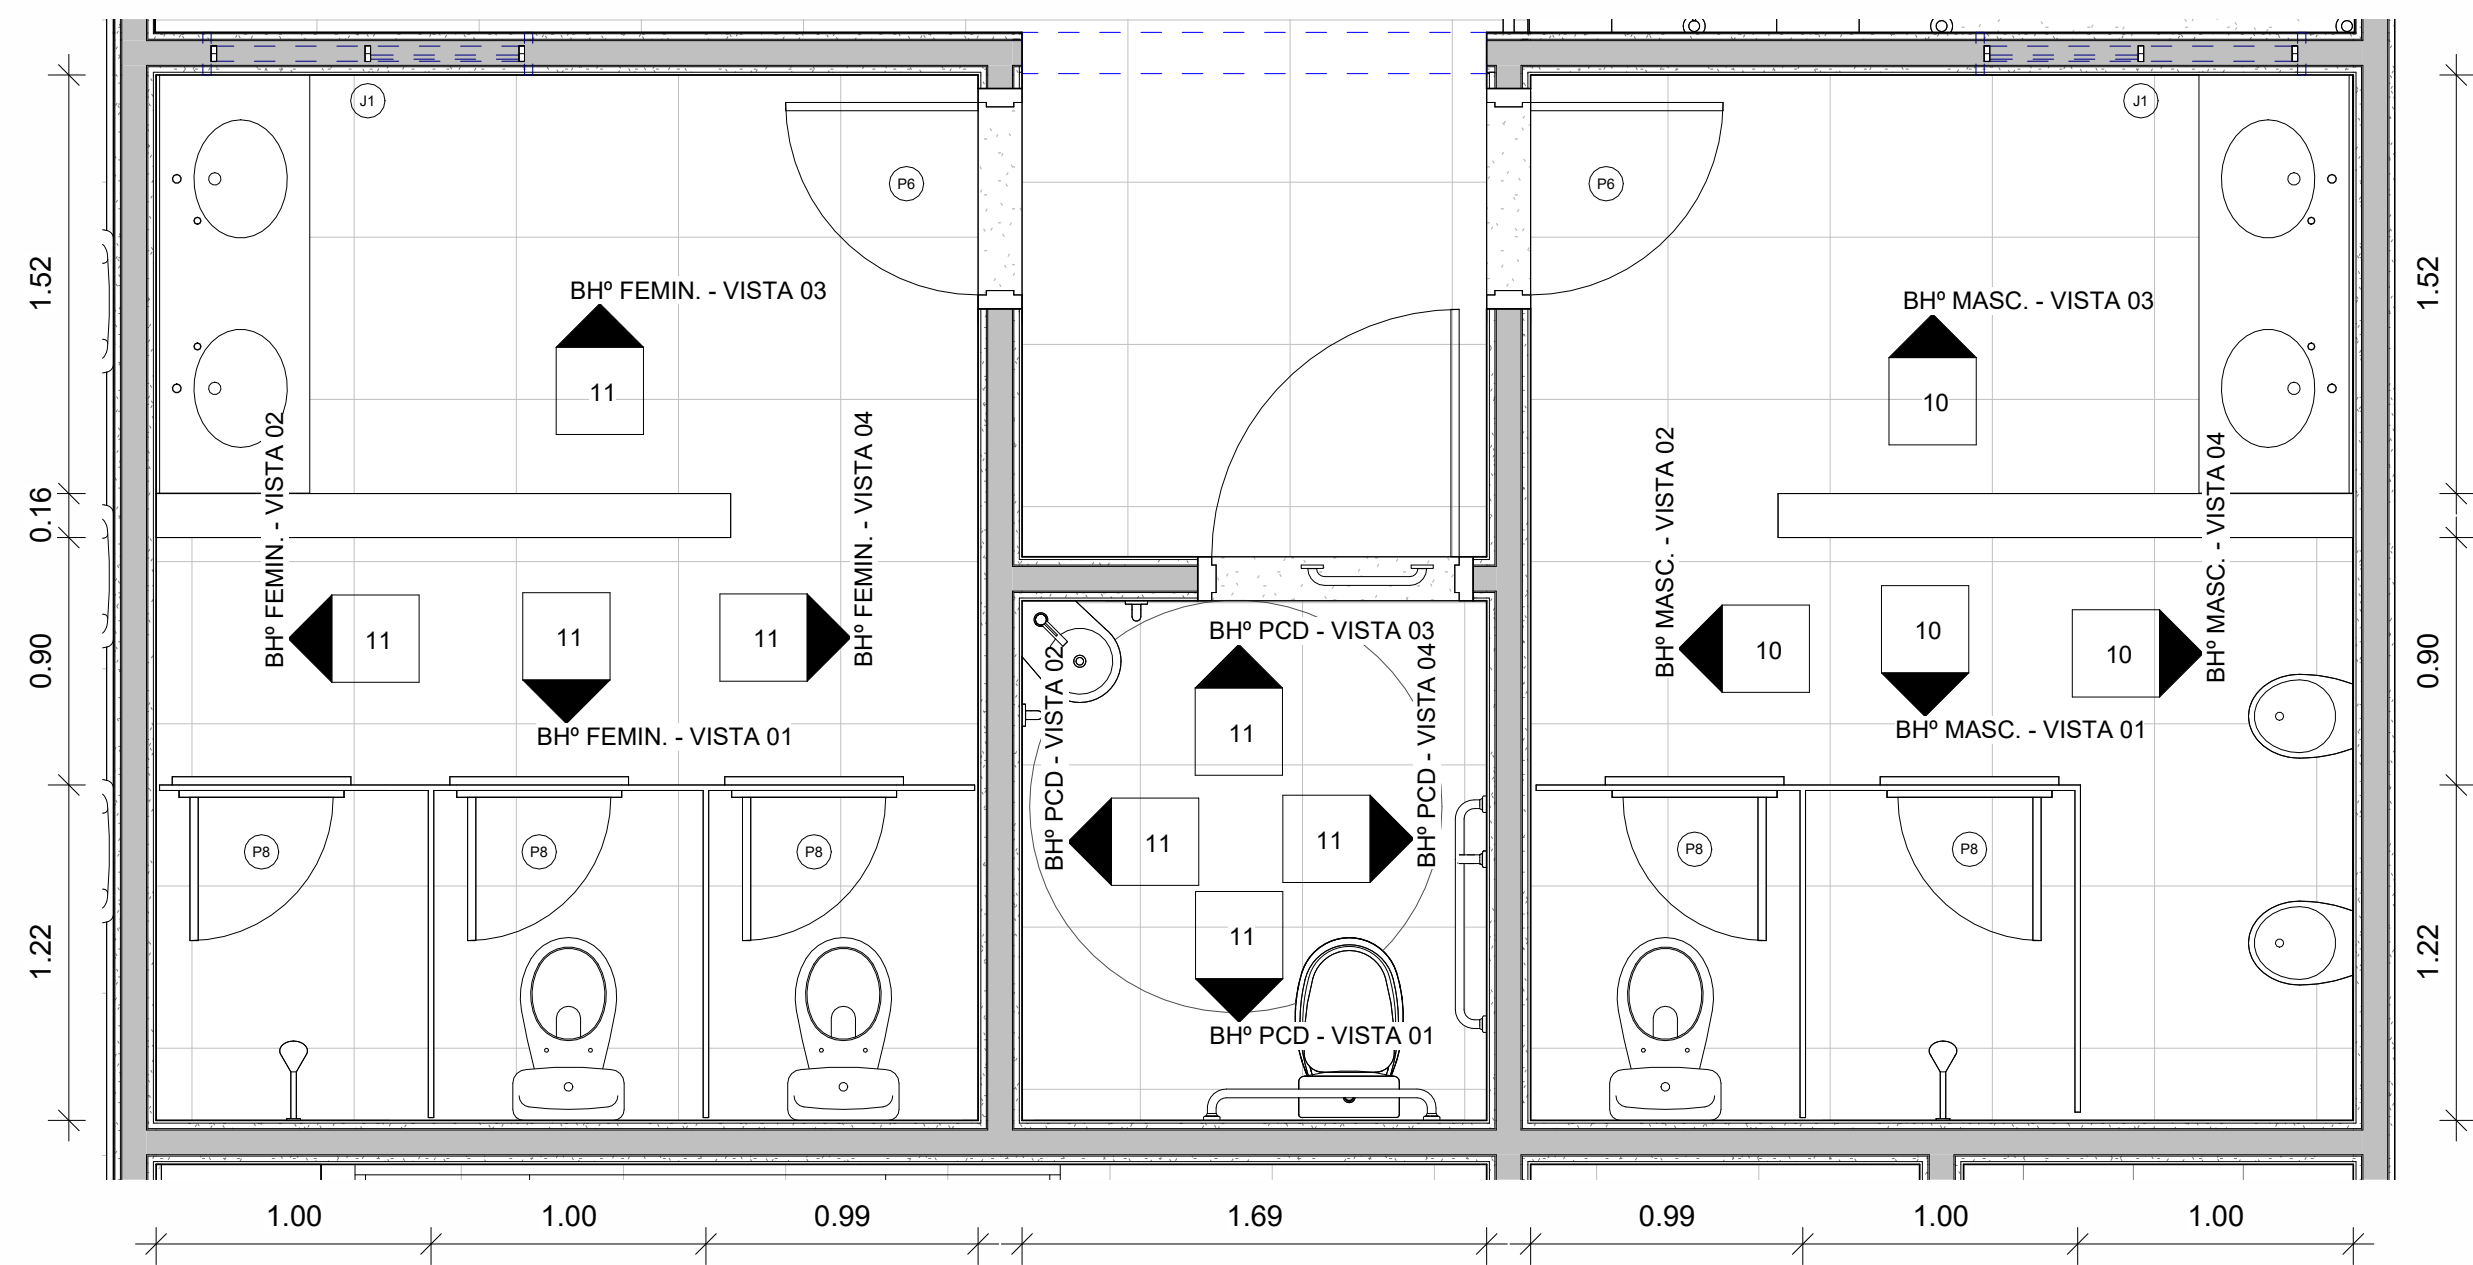 J1
J1
P6
P6
1.52
1.52
BHº FEMIN. - VISTA 03
11
BHº MASC. - VISTA 03
10
BHº FEMIN. - VISTA 02
BHº FEMIN. - VISTA 04
BHº MASC. - VISTA 02
BHº MASC. - VISTA 04
0.16
0.90
11
11
11
BHº FEMIN. - VISTA 01
BHº PCD - VISTA 03
11
BHº PCD - VISTA 02
BHº PCD - VISTA 04
10
10
10
BHº MASC. - VISTA 01
0.90
P8
P8
P8
11
11
P8
P8
1.22
11
BHº PCD - VISTA 01
1.22
1.00
1.00
0.99
1.69
0.99
1.00
1.00